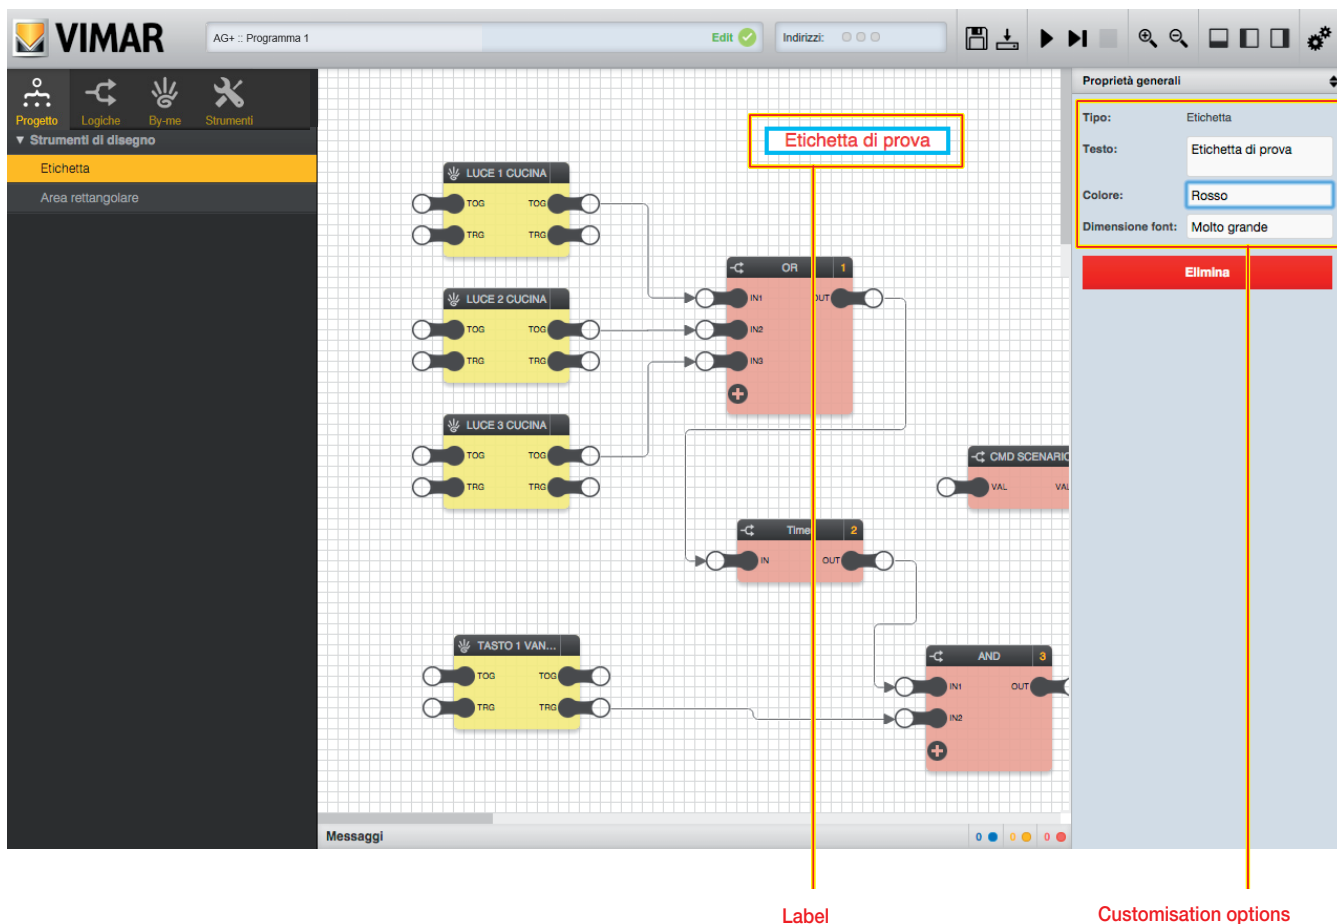 VIMAR
AG+ :: Programma 1
Edit
Indirizzi:
Progetto
Logiche
By-me
Strumenti
Strumenti di disegno
Etichetta
Area rettangolare
Etichetta di prova
LUCE 1 CUCINA
TOG TOG
TRG TRG
LUCE 2 CUCINA
TOG TOG
TRG TRG
LUCE 3 CUCINA
TOG TOG
TRG TRG
OR 1
IN1 OUT
IN2
IN3
CMD SCENARIO
VAL VAL
Timer 2
IN OUT
TASTO 1 VAN...
TOG TOG
TRG TRG
AND 3
IN1 OUT
IN2
Messaggi
0 0 0
Proprietà generali
Tipo: Etichetta
Testo: Etichetta di prova
Colore: Rosso
Dimensione font: Molto grande
Elimina
Label
Customisation options